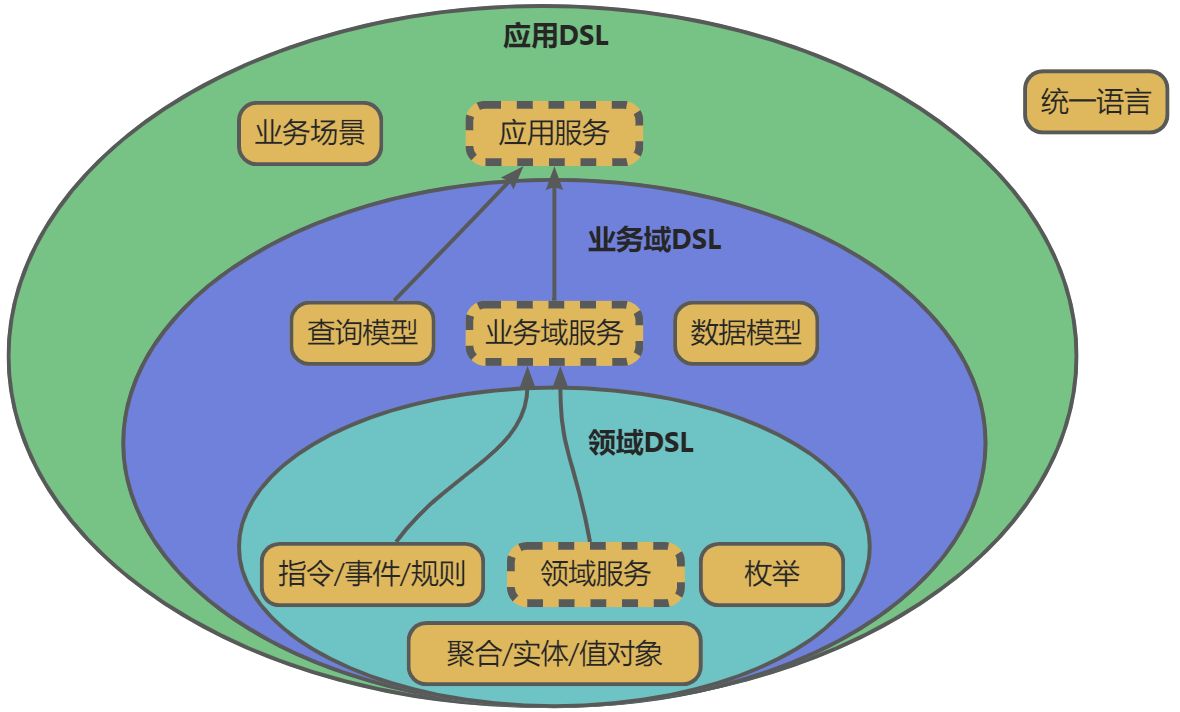 应用DSL
统一语言
业务场景
应用服务
业务域DSL
查询模型
业务域服务
数据模型
领域DSL
指令/事件/规则
领域服务
枚举
聚合/实体/值对象